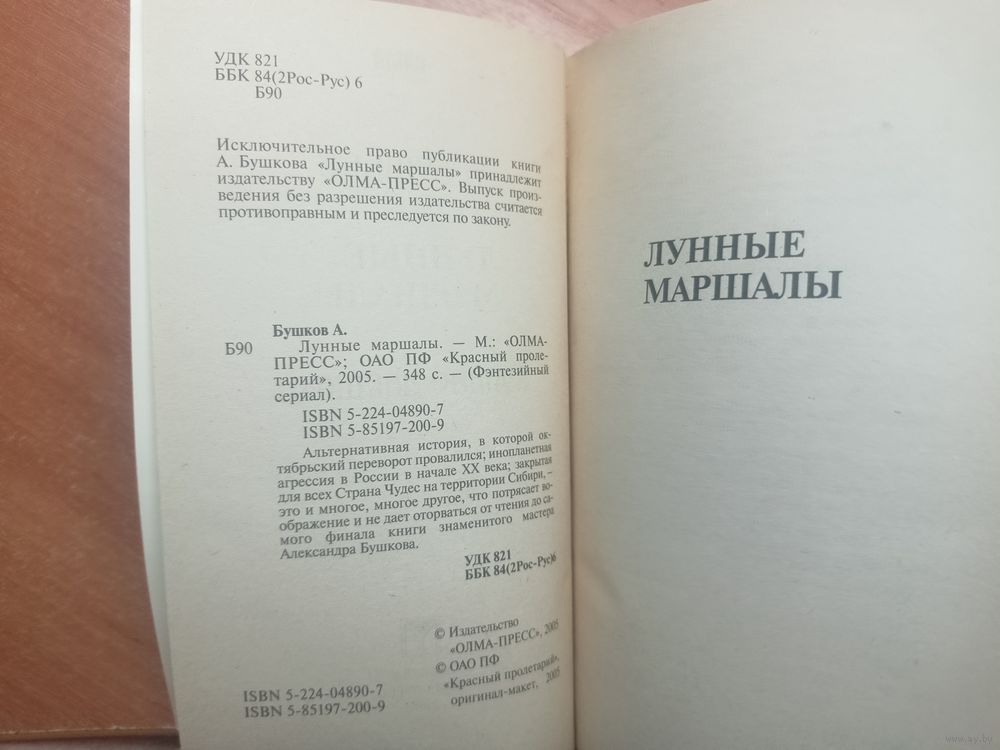 УДК 821
ББК 84(2Рос-Рус) 6
Б90
Исключительное право публикации книги
А. Бушкова «Лунные маршалы» принадлежит
издательству «ОЛМА-ПРЕСС». Выпуск произ-
ведения без разрешения издательства считается
противоправным и преследуется по закону.
Бушков А.
Б90 Лунные маршалы. — М.: «ОЛМА-
ПРЕСС»; ОАО ПФ «Красный проле-
тарий», 2005. — 348 с. — (Фэнтезийный
сериал).
ISBN 5-224-04890-7
ISBN 5-85197-200-9
Альтернативная история, в которой ок-
тябрьский переворот провалился; инопланетная
агрессия в России в начале XX века; закрытая
для всех Страна Чудес на территории Сибири, –
это и многое, многое другое, что потрясает во-
ображение и не дает оторваться от чтения до са-
мого финала книги знаменитого мастера
Александра Бушкова.
УДК 821
ББК 84(2Рос-Рус)6
© Издательство
«ОЛМА-ПРЕСС», 2005
© ОАО ПФ
«Красный пролетарий»,
оригинал-макет, 2005
ISBN 5-224-04890-7
ISBN 5-85197-200-9
ЛУННЫЕ
МАРШАЛЫ
www.ay.by